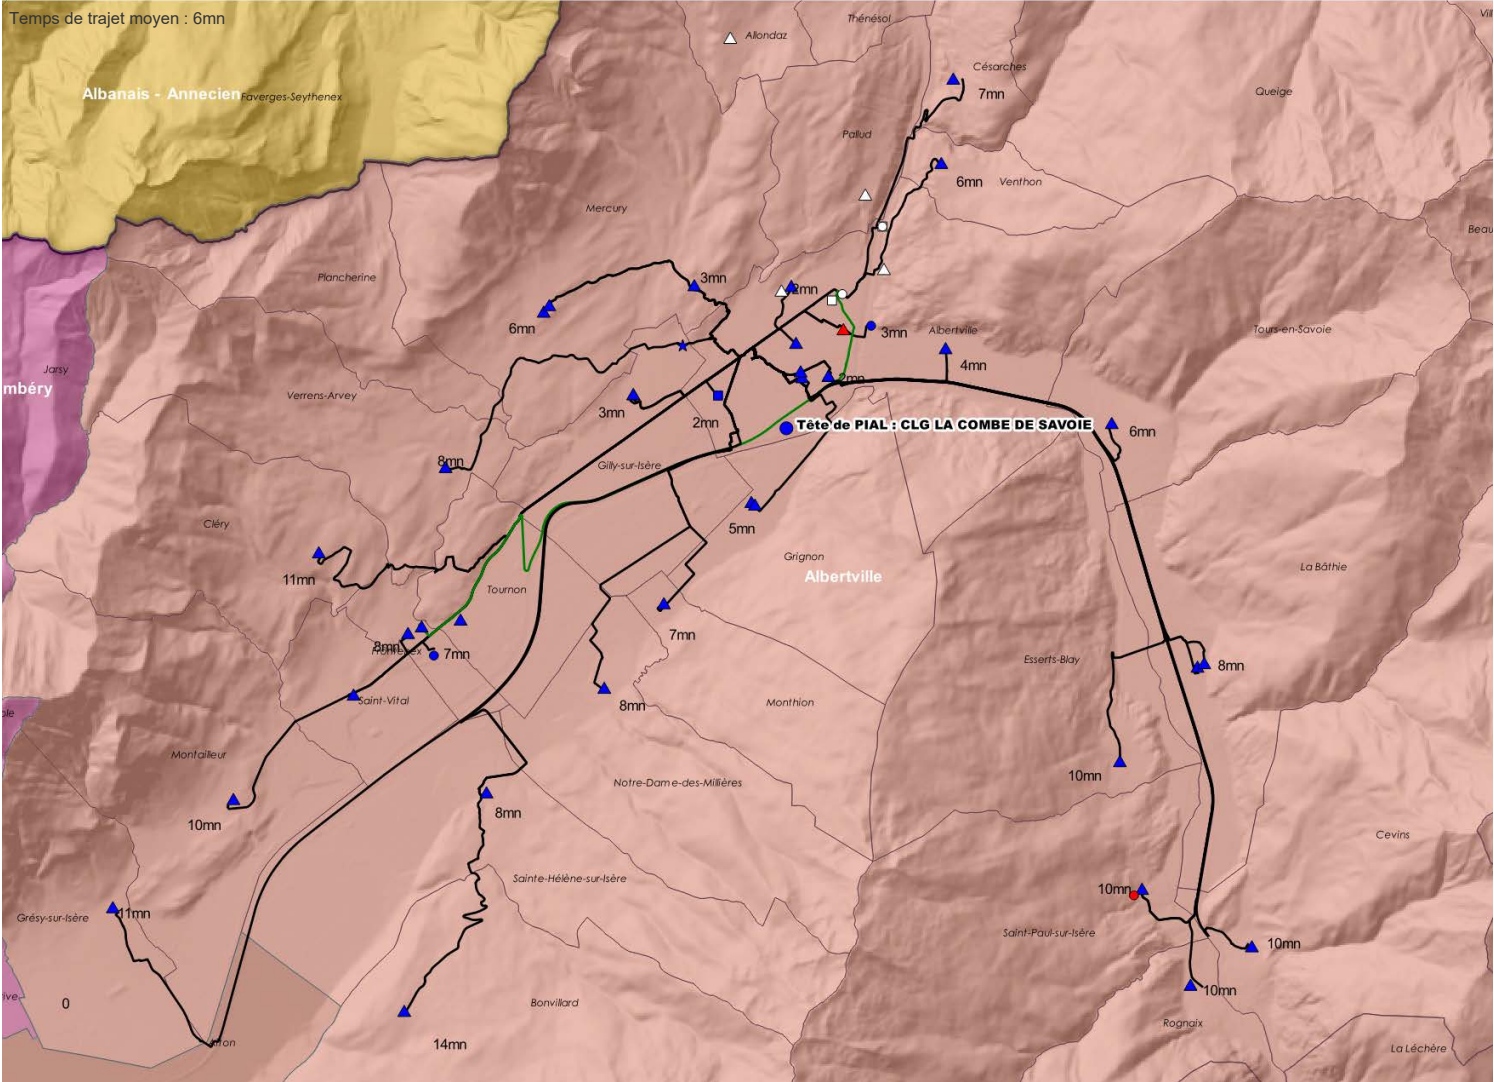 Temps de trajet moyen : 6mn
Thénésol
Vill
Allondaz
Césarches
Albanais - Annecien
Faverges-Seythenex
7mn
Queige
Pallud
6mn
Venthon
Mercury
Beau
Plancherine
3mn
2mn
6mn
3mn
Albertville
Tours-en-Savoie
Jarsy
4mn
2mn
mbéry
Verrens-Arvey
3mn
2mn
Tête de PIAL : CLG LA COMBE DE SAVOIE
6mn
8mn
Gilly-sur-Isère
Cléry
5mn
Grignon
La Bâthie
11mn
Albertville
Tournon
7mn
8mn
Frontenex
7mn
Esserts-Blay
8mn
Saint-Vital
8mn
Monthion
Montailleur
10mn
Notre-Dame-des-Millières
10mn
8mn
Cevins
Sainte-Hélène-sur-Isère
10mn
Grésy-sur-Isère
11mn
Saint-Paul-sur-Isère
10mn
10mn
0
Bonvillard
Rognaix
14mn
La Léchère